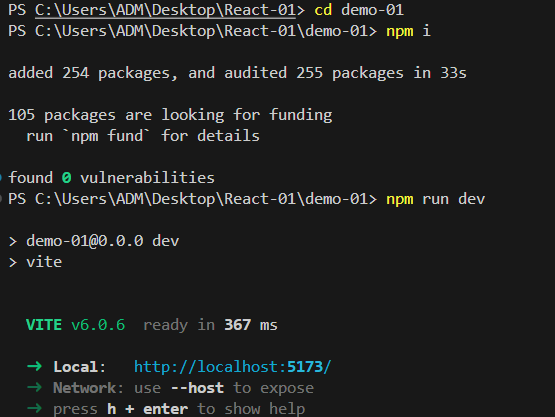 PS C:\Users\ADM\Desktop\React-01> cd demo-01
PS C:\Users\ADM\Desktop\React-01\demo-01> npm i
added 254 packages, and audited 255 packages in 33s
105 packages are looking for funding
run `npm fund` for details
found 0 vulnerabilities
PS C:\Users\ADM\Desktop\React-01\demo-01> npm run dev
> demo-01@0.0.0 dev
> vite
VITE v6.0.6 ready in 367 ms
➜ Local: http://localhost:5173/
➜ Network: use --host to expose
➜ press h + enter to show help